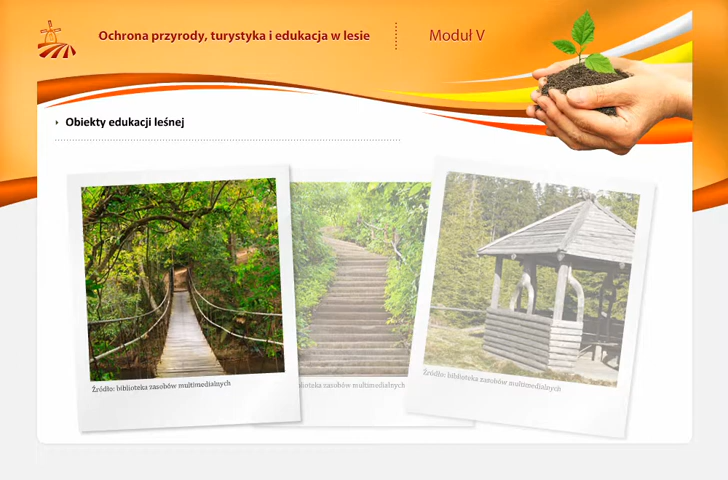 Ochrona przyrody, turystyka i edukacja w lesie
Moduł V
Obiekty edukacji leśnej
Źródło: biblioteka zasobów multimedialnych
biblioteka zasobów multimedialnych
Źródło: biblioteka zasobów multimedialnych